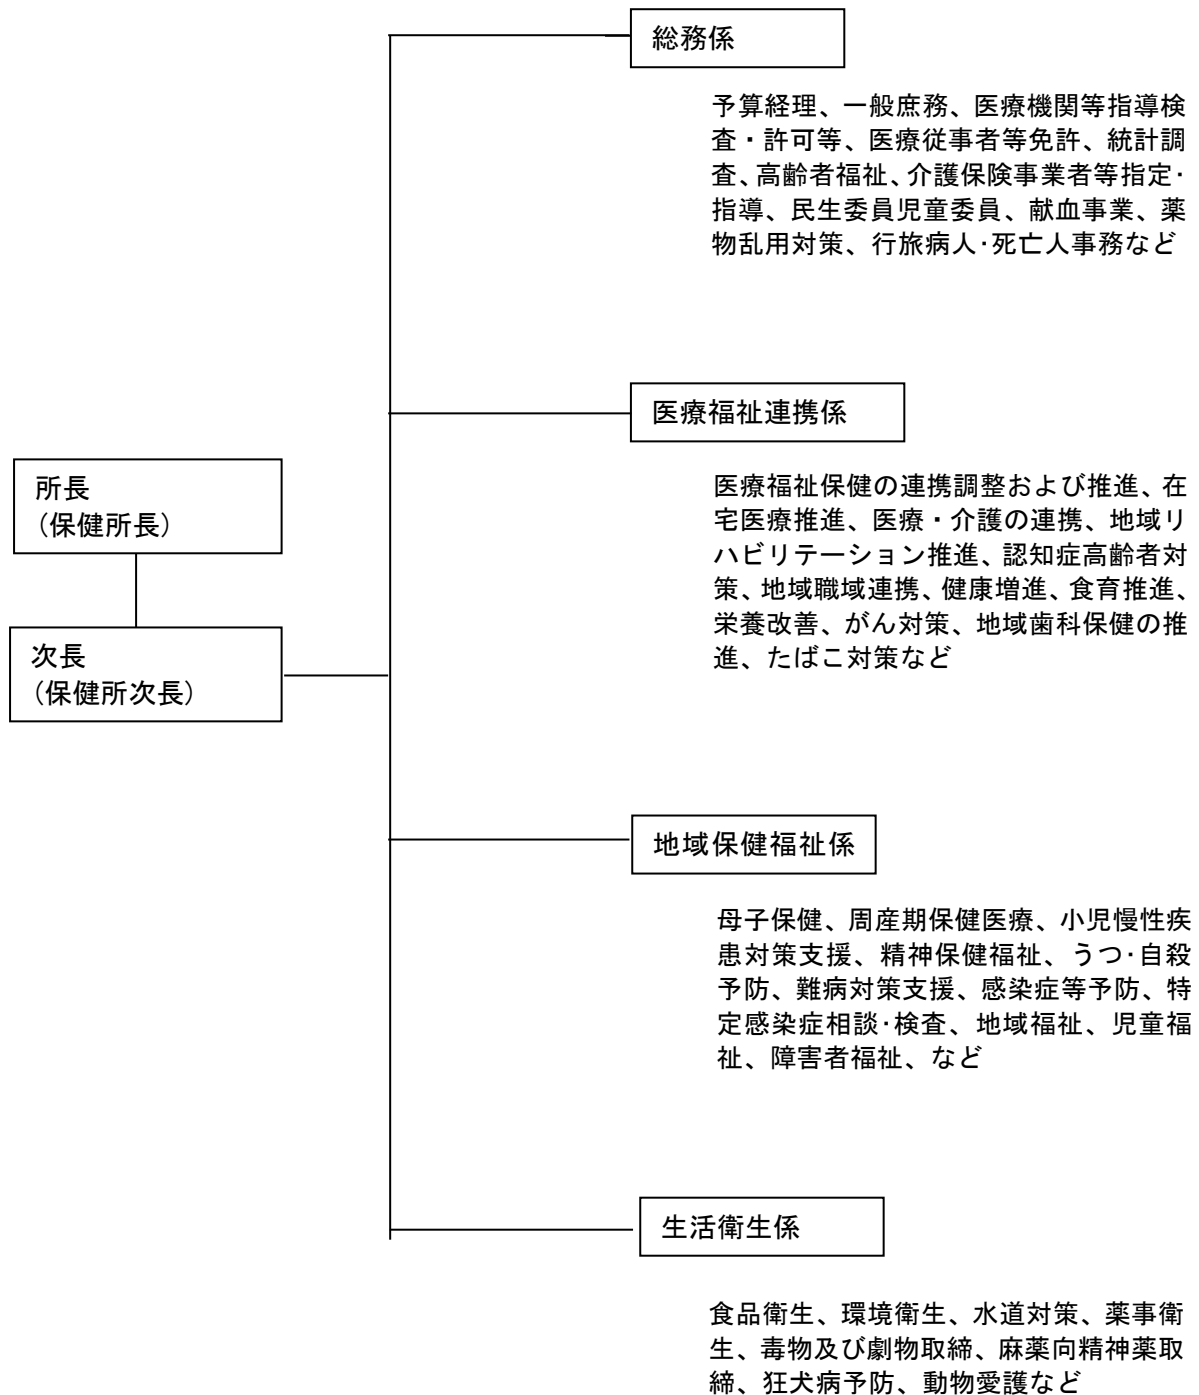 総務係
予算経理、一般庶務、医療機関等指導検
査・許可等、医療従事者等免許、統計調
査、高齢者福祉、介護保険事業者等指定・
指導、民生委員児童委員、献血事業、薬
物乱用対策、行旅病人・死亡人事務など
医療福祉連携係
医療福祉保健の連携調整および推進、在
宅医療推進、医療・介護の連携、地域リ
ハビリテーション推進、認知症高齢者対
策、地域職域連携、健康増進、食育推進、
栄養改善、がん対策、地域歯科保健の推
進、たばこ対策など
所長
（保健所長）
次長
（保健所次長）
地域保健福祉係
母子保健、周産期保健医療、小児慢性疾
患対策支援、精神保健福祉、うつ・自殺
予防、難病対策支援、感染症等予防、特
定感染症相談・検査、地域福祉、児童福
祉、障害者福祉、など
生活衛生係
食品衛生、環境衛生、水道対策、薬事衛
生、毒物及び劇物取締、麻薬向精神薬取
締、狂犬病予防、動物愛護など